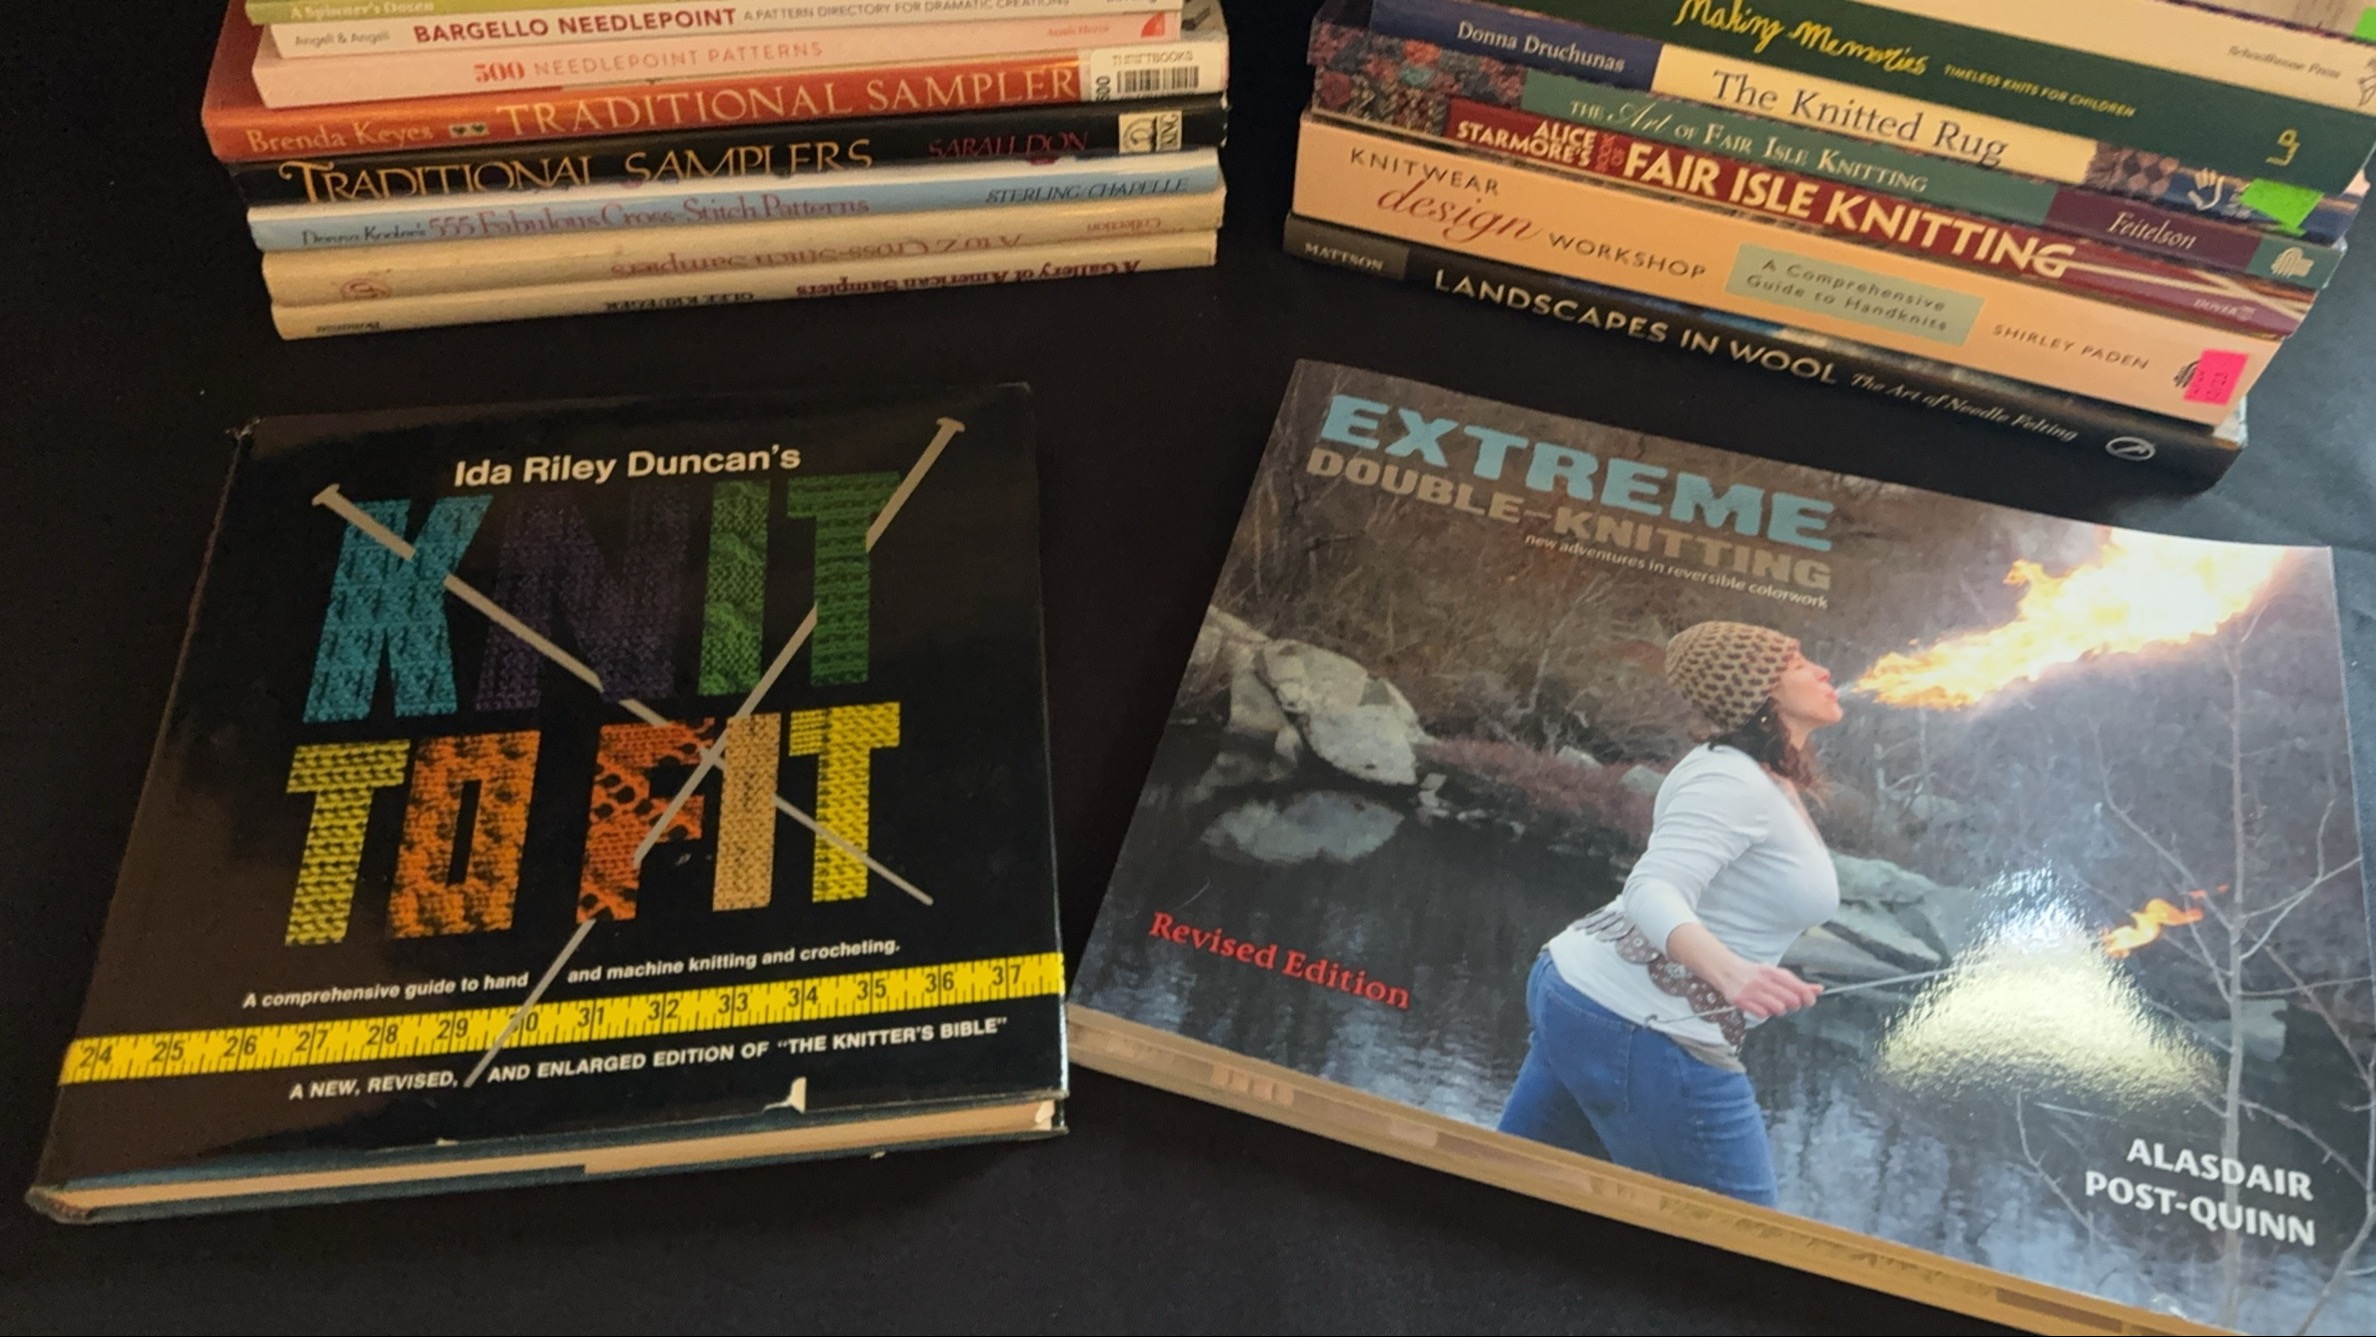 A Spinner's Dozen
Angell & Angell BARGELLO NEEDLEPOINT A PATTERN DIRECTORY FOR DRAMATIC CREATIONS
500 NEEDLEPOINT PATTERNS
THRIFTBOOKS
Brenda Keyes TRADITIONAL SAMPLER
TRADITIONAL SAMPLERS SARAH DON
Donna Kooler's 555 Fabulous Cross-Stitch Patterns STERLING/CHAPELLE
A TO Z Cross-Stitch Samplers
A Gallery of American Samplers
Schoolhouse Press
Making Memories TIMELESS KNITS FOR CHILDREN
Donna Druchunas The Knitted Rug
THE Art OF FAIR ISLE KNITTING Feitelson
ALICE STARMORE'S BOOK OF FAIR ISLE KNITTING DOVER
KNITWEAR design WORKSHOP A Comprehensive Guide to Handknits SHIRLEY PADEN
MATTSON LANDSCAPES IN WOOL The Art of Needle Felting
Ida Riley Duncan's
KNIT
TO FIT
A comprehensive guide to hand and machine knitting and crocheting.
24 25 26 27 28 29 30 31 32 33 34 35 36 37
A NEW, REVISED, AND ENLARGED EDITION OF "THE KNITTER'S BIBLE"
EXTREME
DOUBLE-KNITTING
new adventures in reversible colorwork
Revised Edition
ALASDAIR
POST-QUINN